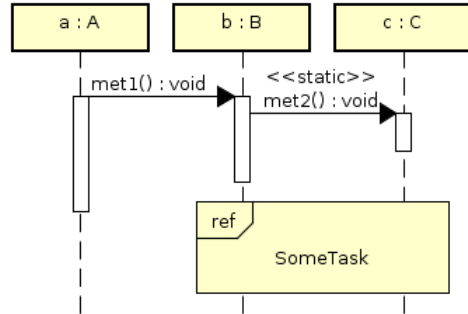 a : A
b : B
c : C
met1() : void
<<static>>
met2() : void
ref
SomeTask